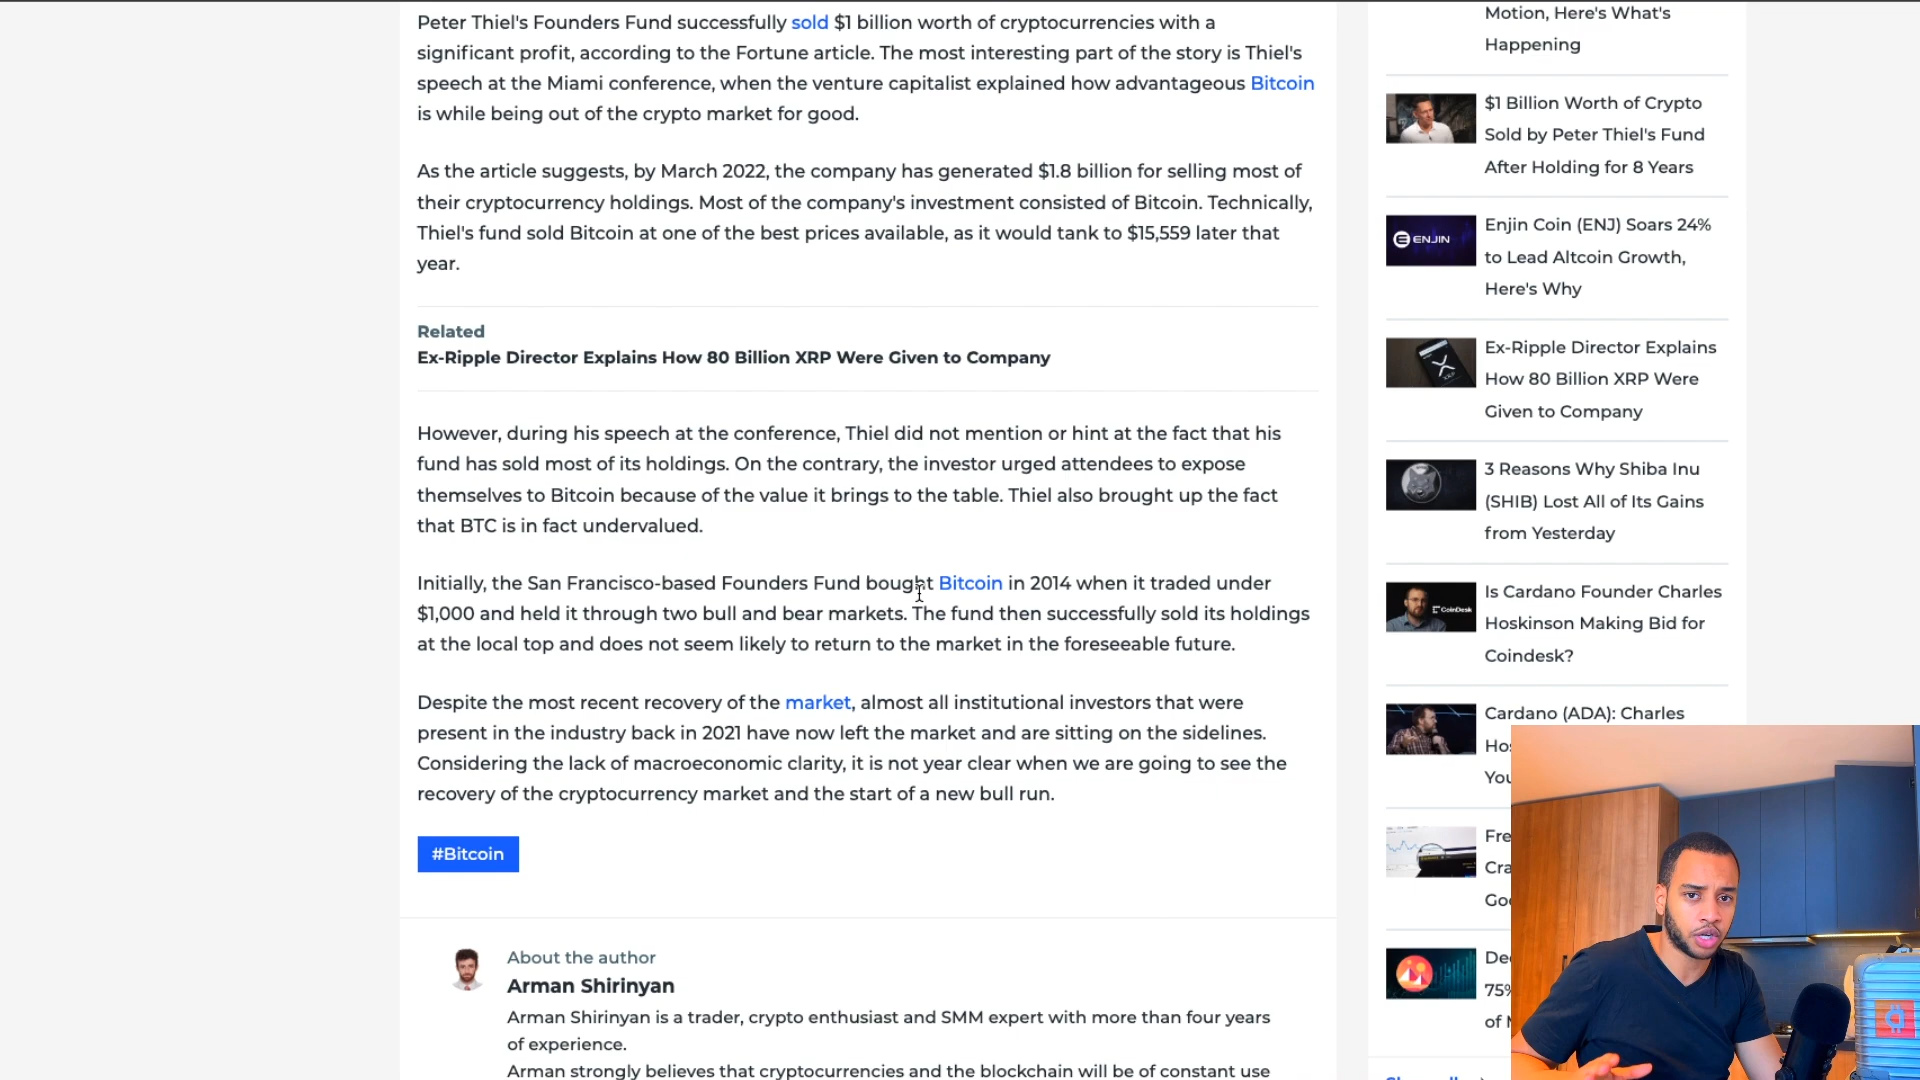 Peter Thiel's Founders Fund successfully sold $1 billion worth of cryptocurrencies with a
significant profit, according to the Fortune article. The most interesting part of the story is Thiel's
speech at the Miami conference, when the venture capitalist explained how advantageous Bitcoin
is while being out of the crypto market for good.
As the article suggests, by March 2022, the company has generated $1.8 billion for selling most of
their cryptocurrency holdings. Most of the company's investment consisted of Bitcoin. Technically,
Thiel's fund sold Bitcoin at one of the best prices available, as it would tank to $15,559 later that
year.
Related
Ex-Ripple Director Explains How 80 Billion XRP Were Given to Company
However, during his speech at the conference, Thiel did not mention or hint at the fact that his
fund has sold most of its holdings. On the contrary, the investor urged attendees to expose
themselves to Bitcoin because of the value it brings to the table. Thiel also brought up the fact
that BTC is in fact undervalued.
Initially, the San Francisco-based Founders Fund bought Bitcoin in 2014 when it traded under
$1,000 and held it through two bull and bear markets. The fund then successfully sold its holdings
at the local top and does not seem likely to return to the market in the foreseeable future.
Despite the most recent recovery of the market, almost all institutional investors that were
present in the industry back in 2021 have now left the market and are sitting on the sidelines.
Considering the lack of macroeconomic clarity, it is not year clear when we are going to see the
recovery of the cryptocurrency market and the start of a new bull run.
#Bitcoin
About the author
Arman Shirinyan
Arman Shirinyan is a trader, crypto enthusiast and SMM expert with more than four years
of experience.
Arman strongly believes that cryptocurrencies and the blockchain will be of constant use
Motion, Here's What's
Happening
$1 Billion Worth of Crypto
Sold by Peter Thiel's Fund
After Holding for 8 Years
ENJIN
Enjin Coin (ENJ) Soars 24%
to Lead Altcoin Growth,
Here's Why
Ex-Ripple Director Explains
How 80 Billion XRP Were
Given to Company
3 Reasons Why Shiba Inu
(SHIB) Lost All of Its Gains
from Yesterday
CoinDesk
Is Cardano Founder Charles
Hoskinson Making Bid for
Coindesk?
Cardano (ADA): Charles
Hos
You
Fre
Cra
Goo
De
75%
of